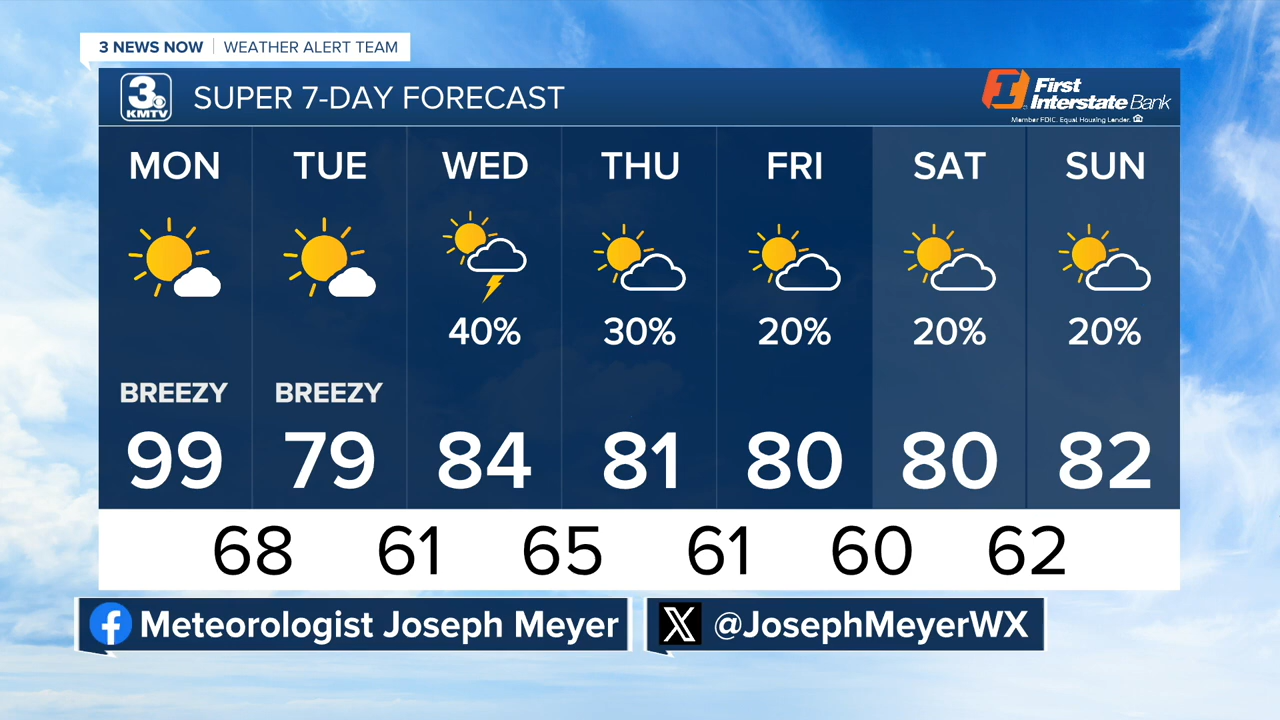 3 NEWS NOW | WEATHER ALERT TEAM
3 KMTV
SUPER 7-DAY FORECAST
First
Interstate Bank
Member FDIC. Equal Housing Lender.
MON TUE WED THU FRI SAT SUN
40% 30% 20% 20% 20%
BREEZY BREEZY
99 79 84 81 80 80 82
68 61 65 61 60 62
Meteorologist Joseph Meyer
@JosephMeyerWX